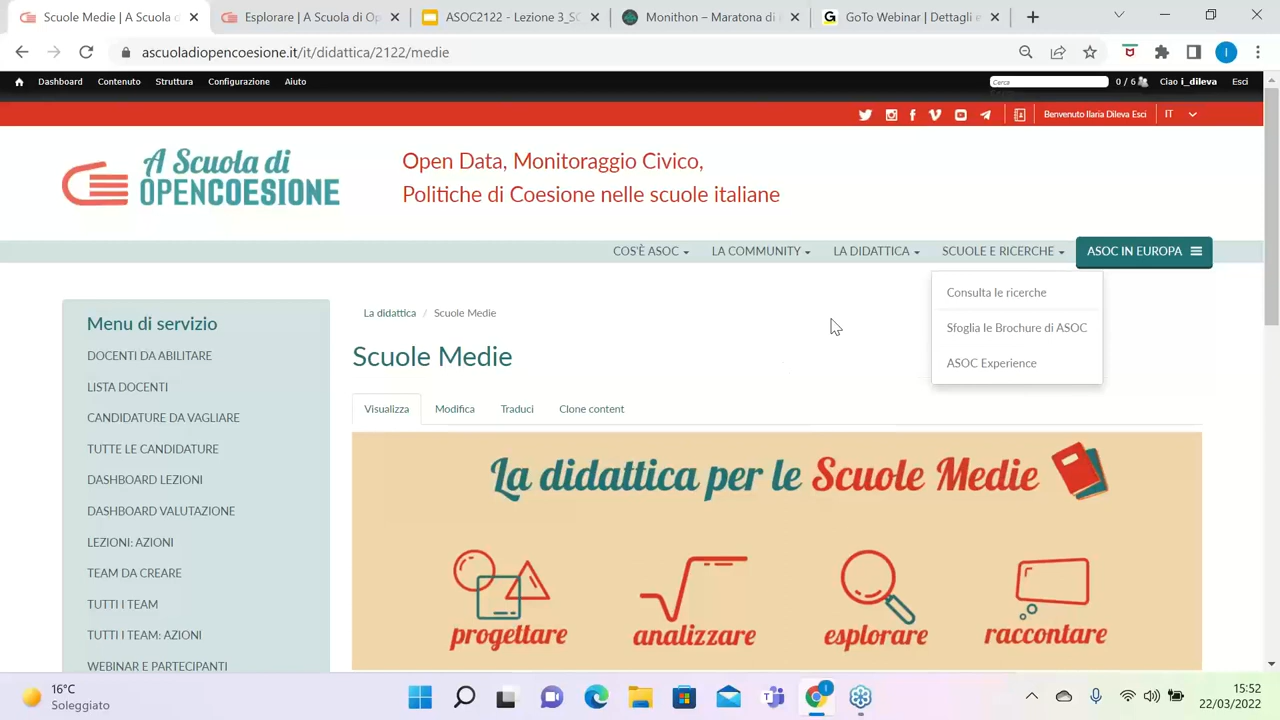 Scuole Medie | A Scuola di
Esplorare | A Scuola di Op
ASOC2122 - Lezione 3_SC
Monithon – Maratona di
GoTo Webinar | Dettagli e
ascuoladiopencoesione.it/it/didattica/2122/medie
I
Dashboard Contenuto Struttura Configurazione Aiuto
Cerca
0 / 6
Ciao i_dileva
Esci
Benvenuto Ilaria Dileva Esci
IT
A Scuola di
OPENCOESIONE
Open Data, Monitoraggio Civico,
Politiche di Coesione nelle scuole italiane
COS'È ASOC LA COMMUNITY LA DIDATTICA SCUOLE E RICERCHE ASOC IN EUROPA
Consulta le ricerche
Sfoglia le Brochure di ASOC
ASOC Experience
Menu di servizio
DOCENTI DA ABILITARE
LISTA DOCENTI
CANDIDATURE DA VAGLIARE
TUTTE LE CANDIDATURE
DASHBOARD LEZIONI
DASHBOARD VALUTAZIONE
LEZIONI: AZIONI
TEAM DA CREARE
TUTTI I TEAM
TUTTI I TEAM: AZIONI
WEBINAR E PARTECIPANTI
La didattica / Scuole Medie
Scuole Medie
Visualizza Modifica Traduci Clone content
La didattica per le Scuole Medie
progettare analizzare esplorare raccontare
16°C
Soleggiato
15:52
22/03/2022